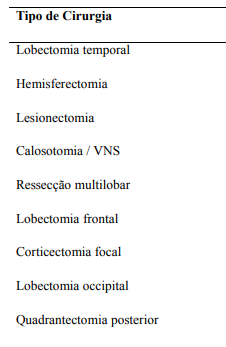 Tipo de Cirurgia
Lobectomia temporal
Hemisferectomia
Lesionectomia
Calosotomia / VNS
Ressecção multilobar
Lobectomia frontal
Corticectomia focal
Lobectomia occipital
Quadrantectomia posterior